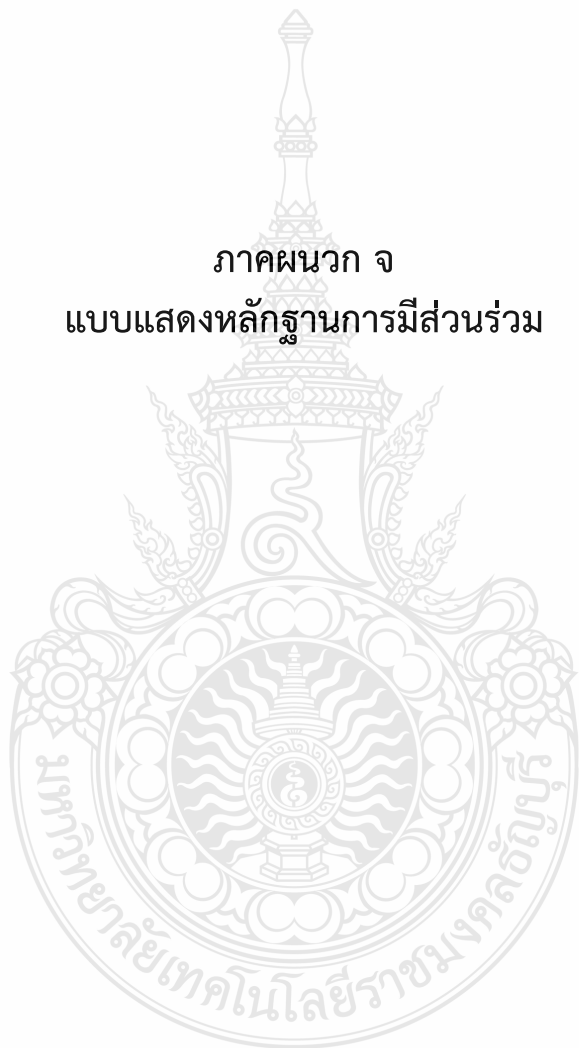 ภาคผนวก จ
แบบแสดงหลักฐานการมีส่วนร่วม
มหาวิทยาลัยเทคโนโลยีราชมงคลธัญบุรี